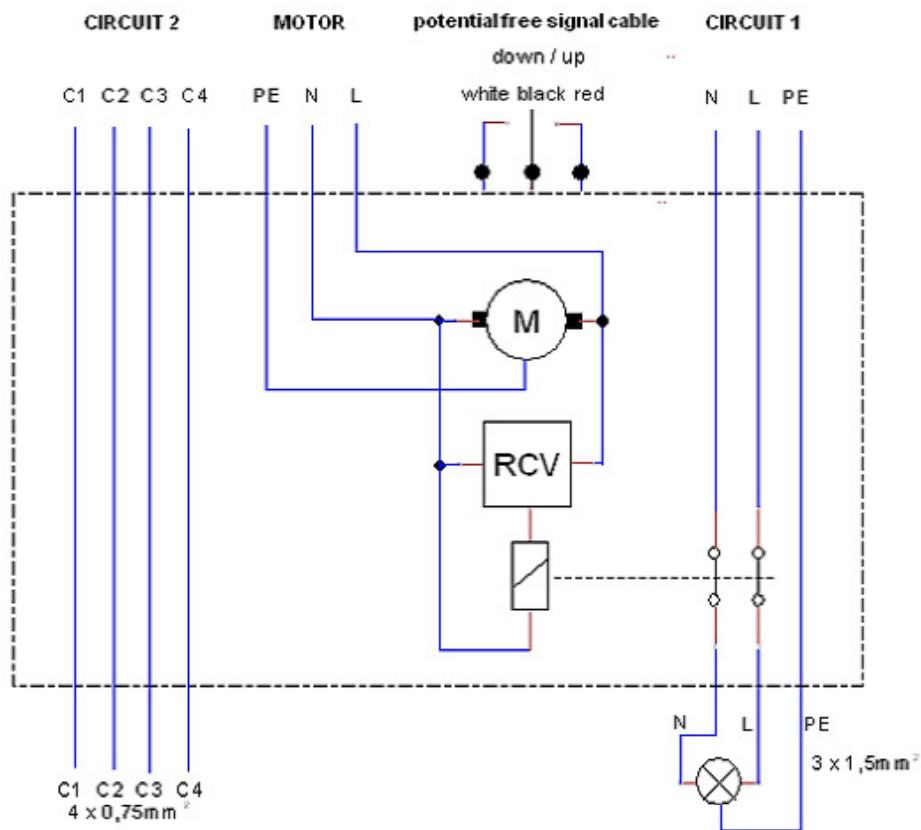 CIRCUIT 2 MOTOR potential free signal cable CIRCUIT 1
down / up
white black red
C1 C2 C3 C4 PE N L N L PE
M
RCV
N L PE
3 x 1,5mm²
C1 C2 C3 C4
4 x 0,75mm²